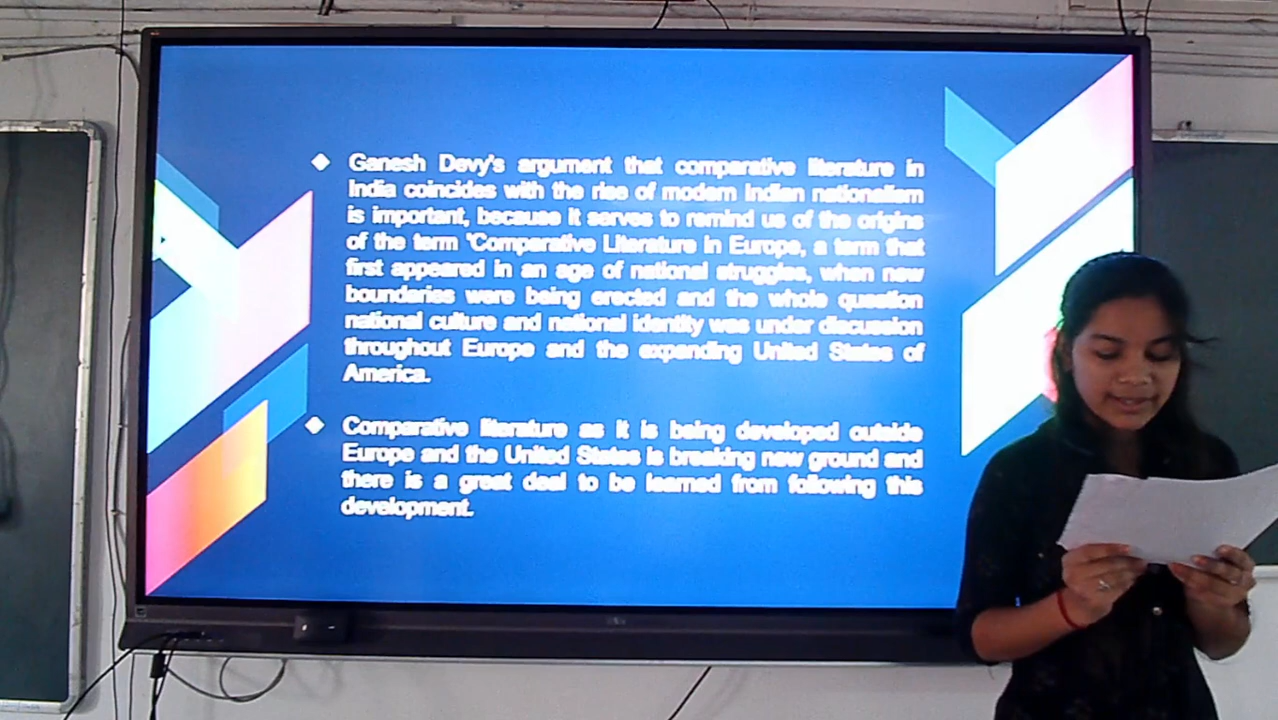 Ganesh Devy's argument that comparative literature in
India coincides with the rise of modern Indian nationalism
is important, because it serves to remind us of the origins
of the term 'Comparative Literature in Europe, a term that
first appeared in an age of national struggles, when new
boundaries were being erected and the whole question
national culture and national identity was under discussion
throughout Europe and the expanding United States of
America.
Comparative literature as it is being developed outside
Europe and the United States is breaking new ground and
there is a great deal to be learned from following this
development.